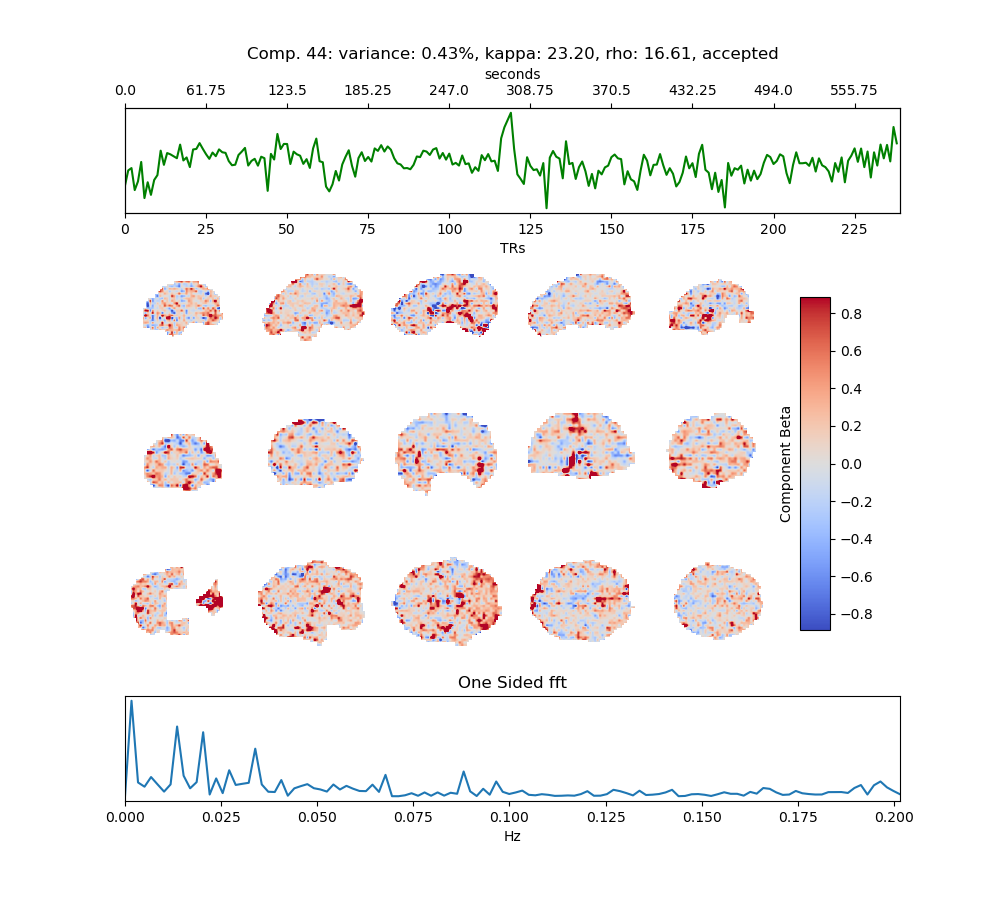 Comp. 44: variance: 0.43%, kappa: 23.20, rho: 16.61, accepted
seconds
0.0 61.75 123.5 185.25 247.0 308.75 370.5 432.25 494.0 555.75
0 25 50 75 100 125 150 175 200 225
TRs
0.8
0.6
0.4
0.2
0.0
−0.2
−0.4
−0.6
−0.8
Component Beta
One Sided fft
0.000 0.025 0.050 0.075 0.100 0.125 0.150 0.175 0.200
Hz